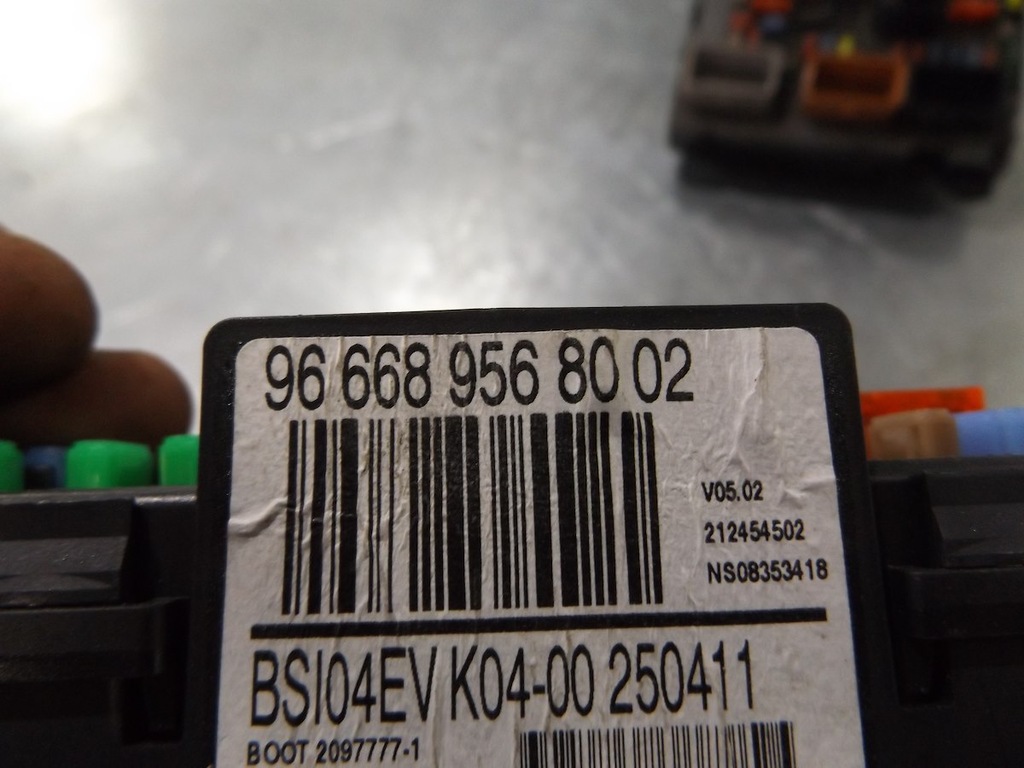 96 668 956 80 02
V05.02
212454502
NS08353418
BSI04EV K04-00 250411
BOOT 2097777-1